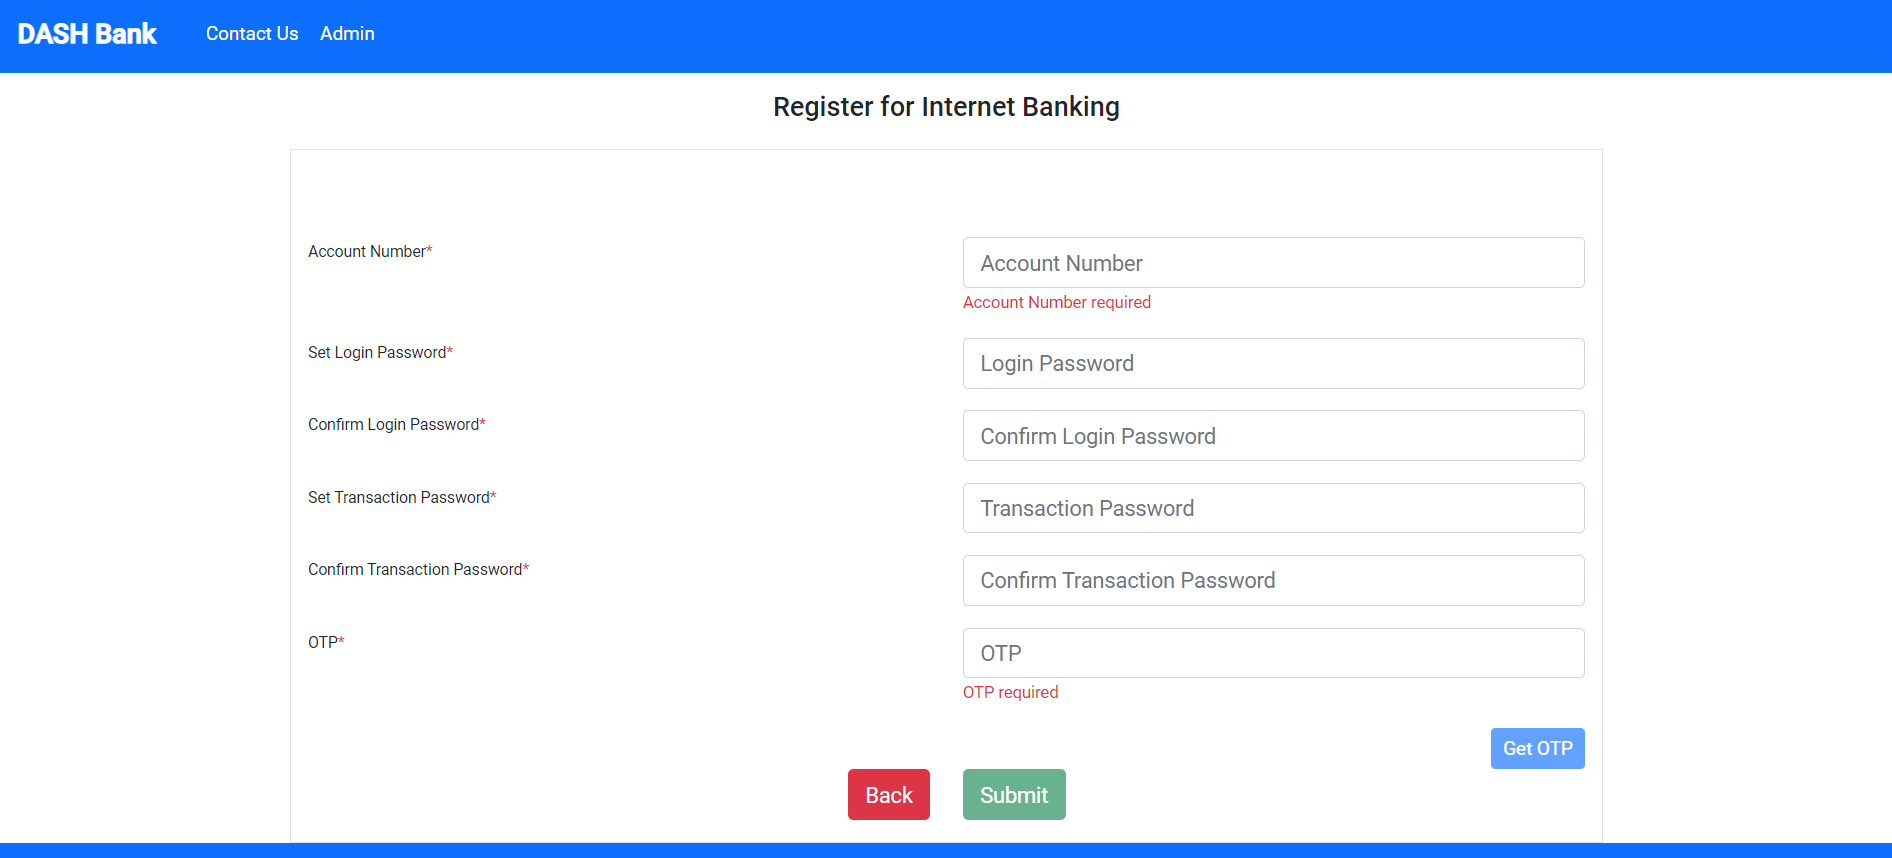 DASH Bank Contact Us Admin
Register for Internet Banking
Account Number*
Account Number
Account Number required
Set Login Password*
Login Password
Confirm Login Password*
Confirm Login Password
Set Transaction Password*
Transaction Password
Confirm Transaction Password*
Confirm Transaction Password
OTP*
OTP
OTP required
Get OTP
Back Submit